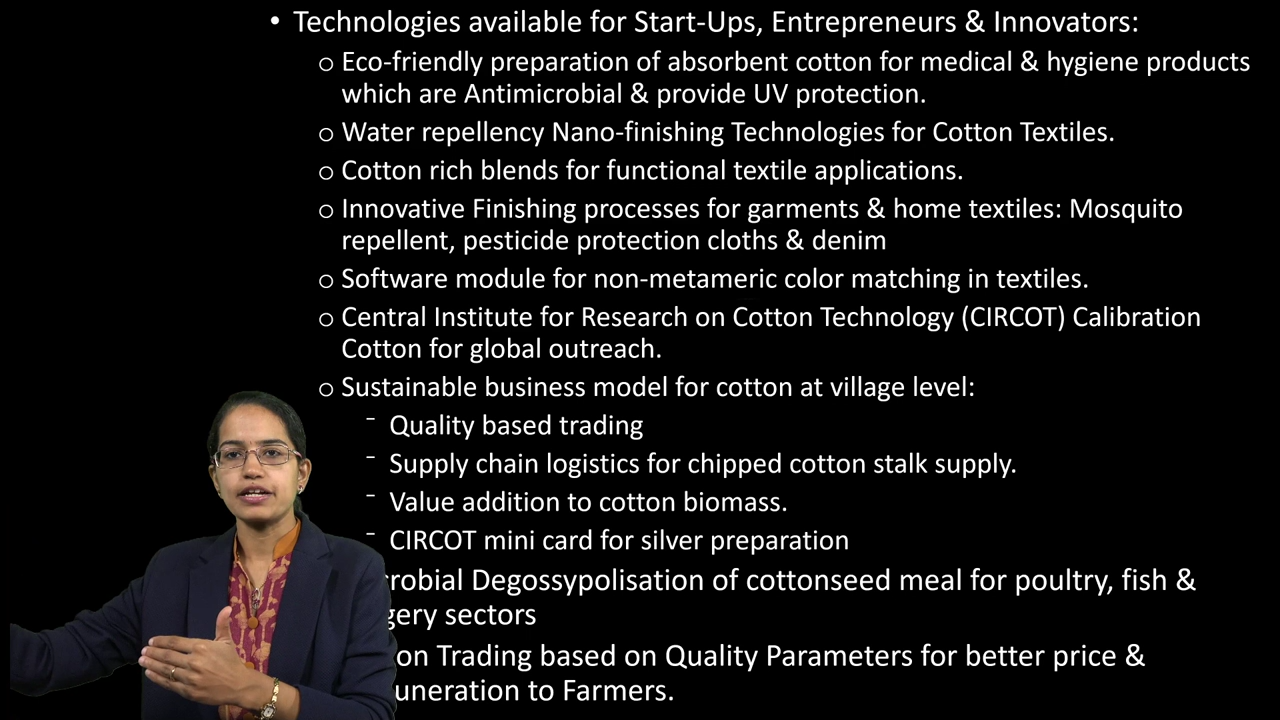 • Technologies available for Start-Ups, Entrepreneurs & Innovators:
o Eco-friendly preparation of absorbent cotton for medical & hygiene products
which are Antimicrobial & provide UV protection.
o Water repellency Nano-finishing Technologies for Cotton Textiles.
o Cotton rich blends for functional textile applications.
o Innovative Finishing processes for garments & home textiles: Mosquito
repellent, pesticide protection cloths & denim
o Software module for non-metameric color matching in textiles.
o Central Institute for Research on Cotton Technology (CIRCOT) Calibration
Cotton for global outreach.
o Sustainable business model for cotton at village level:
- Quality based trading
- Supply chain logistics for chipped cotton stalk supply.
- Value addition to cotton biomass.
- CIRCOT mini card for silver preparation
Degossypolisation of cottonseed meal for poultry, fish &
sectors
Trading based on Quality Parameters for better price &
to Farmers.